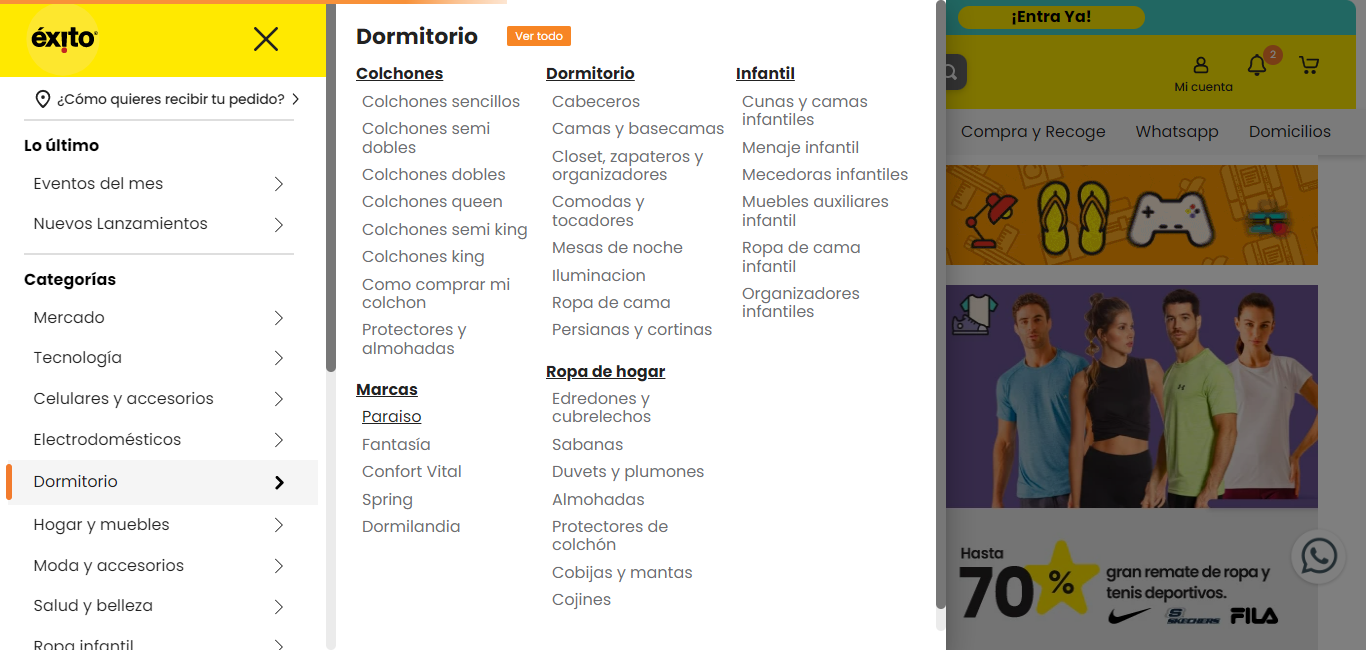 éxito
¿Cómo quieres recibir tu pedido?
Lo último
Eventos del mes
Nuevos Lanzamientos
Categorías
Mercado
Tecnología
Celulares y accesorios
Electrodomésticos
Dormitorio
Hogar y muebles
Moda y accesorios
Salud y belleza
Ropa infantil
Dormitorio
Ver todo
Colchones
Colchones sencillos
Colchones semi
dobles
Colchones dobles
Colchones queen
Colchones semi king
Colchones king
Como comprar mi
colchon
Protectores y
almohadas
Marcas
Paraiso
Fantasía
Confort Vital
Spring
Dormilandia
Dormitorio
Cabeceros
Camas y basecamas
Closet, zapateros y
organizadores
Comodas y
tocadores
Mesas de noche
Iluminacion
Ropa de cama
Persianas y cortinas
Ropa de hogar
Edredones y
cubrelechos
Sabanas
Duvets y plumones
Almohadas
Protectores de
colchón
Cobijas y mantas
Cojines
Infantil
Cunas y camas
infantiles
Menaje infantil
Mecedoras infantiles
Muebles auxiliares
infantil
Ropa de cama
infantil
Organizadores
infantiles
¡Entra Ya!
2
Mi cuenta
Compra y Recoge
Whatsapp
Domicilios
Hasta
70%
gran remate de ropa y
tenis deportivos.
S
SKECHERS
FILA